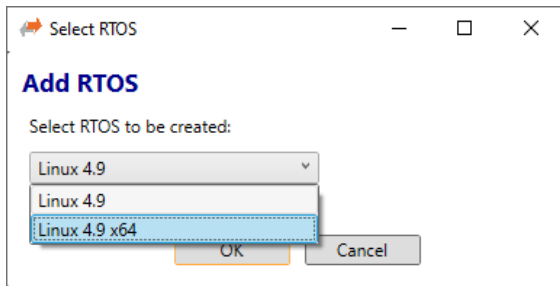 Select RTOS
Add RTOS
Select RTOS to be created:
Linux 4.9
Linux 4.9
Linux 4.9 x64
OK Cancel